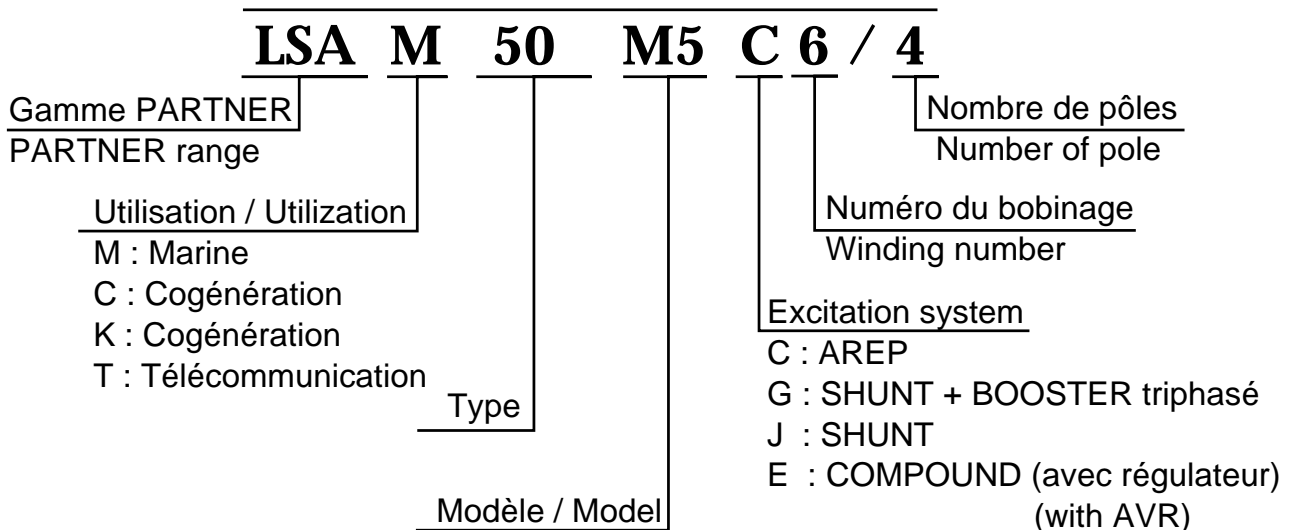 LSA M 50 M5 C 6 / 4
Gamme PARTNER
PARTNER range
Nombre de pôles
Number of pole
Utilisation / Utilization
M : Marine
C : Cogénération
K : Cogénération
T : Télécommunication
Numéro du bobinage
Winding number
Excitation system
C : AREP
G : SHUNT + BOOSTER triphasé
J : SHUNT
E : COMPOUND (avec régulateur)
(with AVR)
Type
Modèle / Model